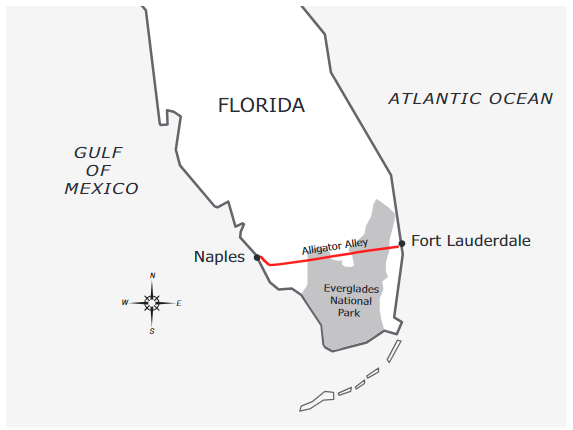 FLORIDA
ATLANTIC OCEAN
GULF
OF
MEXICO
Alligator Alley
Fort Lauderdale
Naples
Everglades
National
Park
N
W
E
S